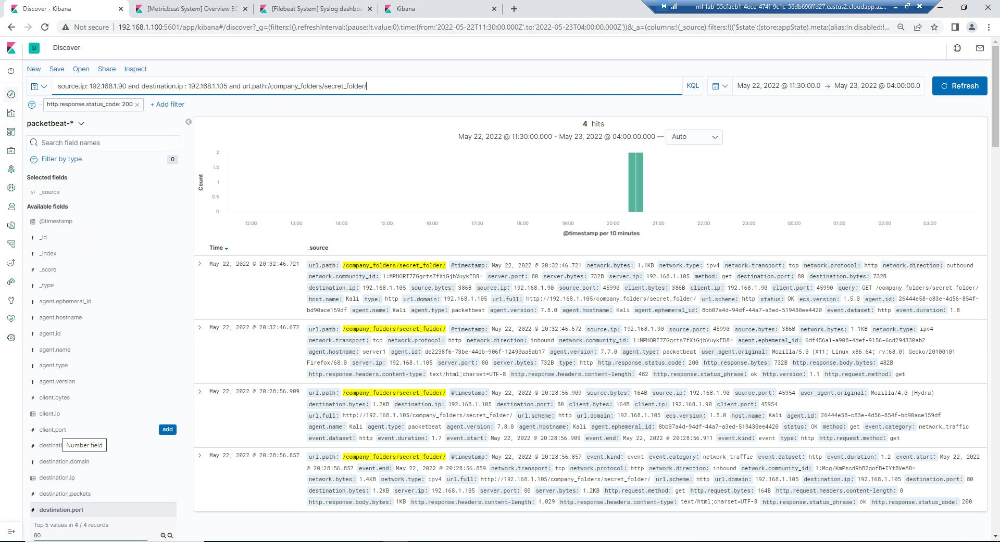 Discover - Kibana
[Metricbeat System] Overview EC
[Filebeat System] Syslog dashboa
Kibana
ml-lab-55cfacb1-4ece-474f-9c1c-56db696ffd27.eastus2.cloudapp.az...
Not secure
192.168.1.100:5601/app/kibana#/discover?_g=(filters:!(),refreshInterval:(pause:!t,value:0),time:(from:'2022-05-22T11:30:00.000Z',to:'2022-05-23T04:00:00.000Z'))&_a=(columns:!(_source),filters:!(('$state':(store:appState),meta:(alias:!n,disabled:!...
D
Discover
New Save Open Share Inspect
source.ip: 192.168.1.90 and destination.ip : 192.168.1.105 and url.path:/company_folders/secret_folder/
KQL
May 22, 2022 @ 11:30:00.0 → May 23, 2022 @ 04:00:00.0
Refresh
http.response.status_code: 200
+ Add filter
packetbeat-*
Search field names
Filter by type 0
Selected fields
_source
Available fields
@timestamp
t _id
t _index
# _score
t _type
t agent.ephemeral_id
t agent.hostname
t agent.id
t agent.name
t agent.type
t agent.version
# client.bytes
client.ip
# client.port add
# destinati
Number field
t destination.domain
destination.ip
# destination.packets
# destination.port
Top 5 values in 4 / 4 records
80
4 hits
May 22, 2022 @ 11:30:00.000 - May 23, 2022 @ 04:00:00.000 — Auto
Count
2
1.5
1
0.5
0
12:00 13:00 14:00 15:00 16:00 17:00 18:00 19:00 20:00 21:00 22:00 23:00 00:00 01:00 02:00 03:00
@timestamp per 10 minutes
Time _source
May 22, 2022 @ 20:32:46.721
url.path: /company_folders/secret_folder/ @timestamp: May 22, 2022 @ 20:32:46.721 network.bytes: 1.1KB network.type: ipv4 network.transport: tcp network.protocol: http network.direction: outbound
network.community_id: 1:MPHORI7ZGgrts7fXiGjbVuykED8= server.port: 80 server.bytes: 732B server.ip: 192.168.1.105 method: get destination.port: 80 destination.bytes: 732B
destination.ip: 192.168.1.105 source.bytes: 386B source.ip: 192.168.1.90 source.port: 45990 client.bytes: 386B client.ip: 192.168.1.90 client.port: 45990 query: GET /company_folders/secret_folder/
host.name: Kali type: http url.domain: 192.168.1.105 url.full: http://192.168.1.105/company_folders/secret_folder/ url.scheme: http status: OK ecs.version: 1.5.0 agent.id: 26444e58-c83e-4d56-854f-
bd90ace159df agent.name: Kali agent.type: packetbeat agent.version: 7.8.0 agent.hostname: Kali agent.ephemeral_id: 8bb07a4d-94df-44a7-a3ed-519430ee4420 event.dataset: http event.duration: 1.8
May 22, 2022 @ 20:32:46.672
url.path: /company_folders/secret_folder/ @timestamp: May 22, 2022 @ 20:32:46.672 source.ip: 192.168.1.90 source.port: 45990 source.bytes: 386B network.bytes: 1.1KB network.type: ipv4
network.transport: tcp network.protocol: http network.direction: inbound network.community_id: 1:MPHORI7ZGgrts7fXiGjbVuykED8= agent.ephemeral_id: 6df456a1-a908-4def-9156-6cd294330ab2
agent.hostname: server1 agent.id: de2238f6-73be-44db-906f-12490aa5ab17 agent.version: 7.7.0 agent.type: packetbeat user_agent.original: Mozilla/5.0 (X11; Linux x86_64; rv:68.0) Gecko/20100101
Firefox/68.0 server.ip: 192.168.1.105 server.port: 80 server.bytes: 732B type: http http.response.status_code: 200 http.response.bytes: 732B http.response.body.bytes: 482B
http.response.headers.content-type: text/html;charset=UTF-8 http.response.headers.content-length: 482 http.response.status_phrase: ok http.version: 1.1 http.request.method: get
May 22, 2022 @ 20:28:56.909
url.path: /company_folders/secret_folder/ @timestamp: May 22, 2022 @ 20:28:56.909 source.bytes: 164B source.ip: 192.168.1.90 source.port: 45954 user_agent.original: Mozilla/4.0 (Hydra)
destination.bytes: 1.2KB destination.ip: 192.168.1.105 destination.port: 80 client.bytes: 164B client.ip: 192.168.1.90 client.port: 45954
url.full: http://192.168.1.105/company_folders/secret_folder/ url.scheme: http url.domain: 192.168.1.105 ecs.version: 1.5.0 host.name: Kali agent.id: 26444e58-c83e-4d56-854f-bd90ace159df
agent.name: Kali agent.type: packetbeat agent.version: 7.8.0 agent.hostname: Kali agent.ephemeral_id: 8bb07a4d-94df-44a7-a3ed-519430ee4420 status: OK method: get event.category: network_traffic
event.dataset: http event.duration: 1.7 event.start: May 22, 2022 @ 20:28:56.909 event.end: May 22, 2022 @ 20:28:56.911 event.kind: event type: http http.request.method: get
May 22, 2022 @ 20:28:56.857
url.path: /company_folders/secret_folder/ @timestamp: May 22, 2022 @ 20:28:56.857 event.kind: event event.category: network_traffic event.dataset: http event.duration: 1.2 event.start: May 22, 2022
@ 20:28:56.857 event.end: May 22, 2022 @ 20:28:56.859 network.transport: tcp network.protocol: http network.direction: inbound network.community_id: 1:Mcg/KmPscdRhB2gofB+IYtBVeM0=
network.bytes: 1.4KB network.type: ipv4 url.full: http://192.168.1.105/company_folders/secret_folder/ url.scheme: http url.domain: 192.168.1.105 destination.ip: 192.168.1.105 destination.port: 80
destination.bytes: 1.2KB server.ip: 192.168.1.105 server.port: 80 server.bytes: 1.2KB http.request.method: get http.request.bytes: 164B http.request.headers.content-length: 0
http.response.body.bytes: 1KB http.response.headers.content-length: 1,029 http.response.headers.content-type: text/html;charset=UTF-8 http.response.status_phrase: ok http.response.status_code: 200